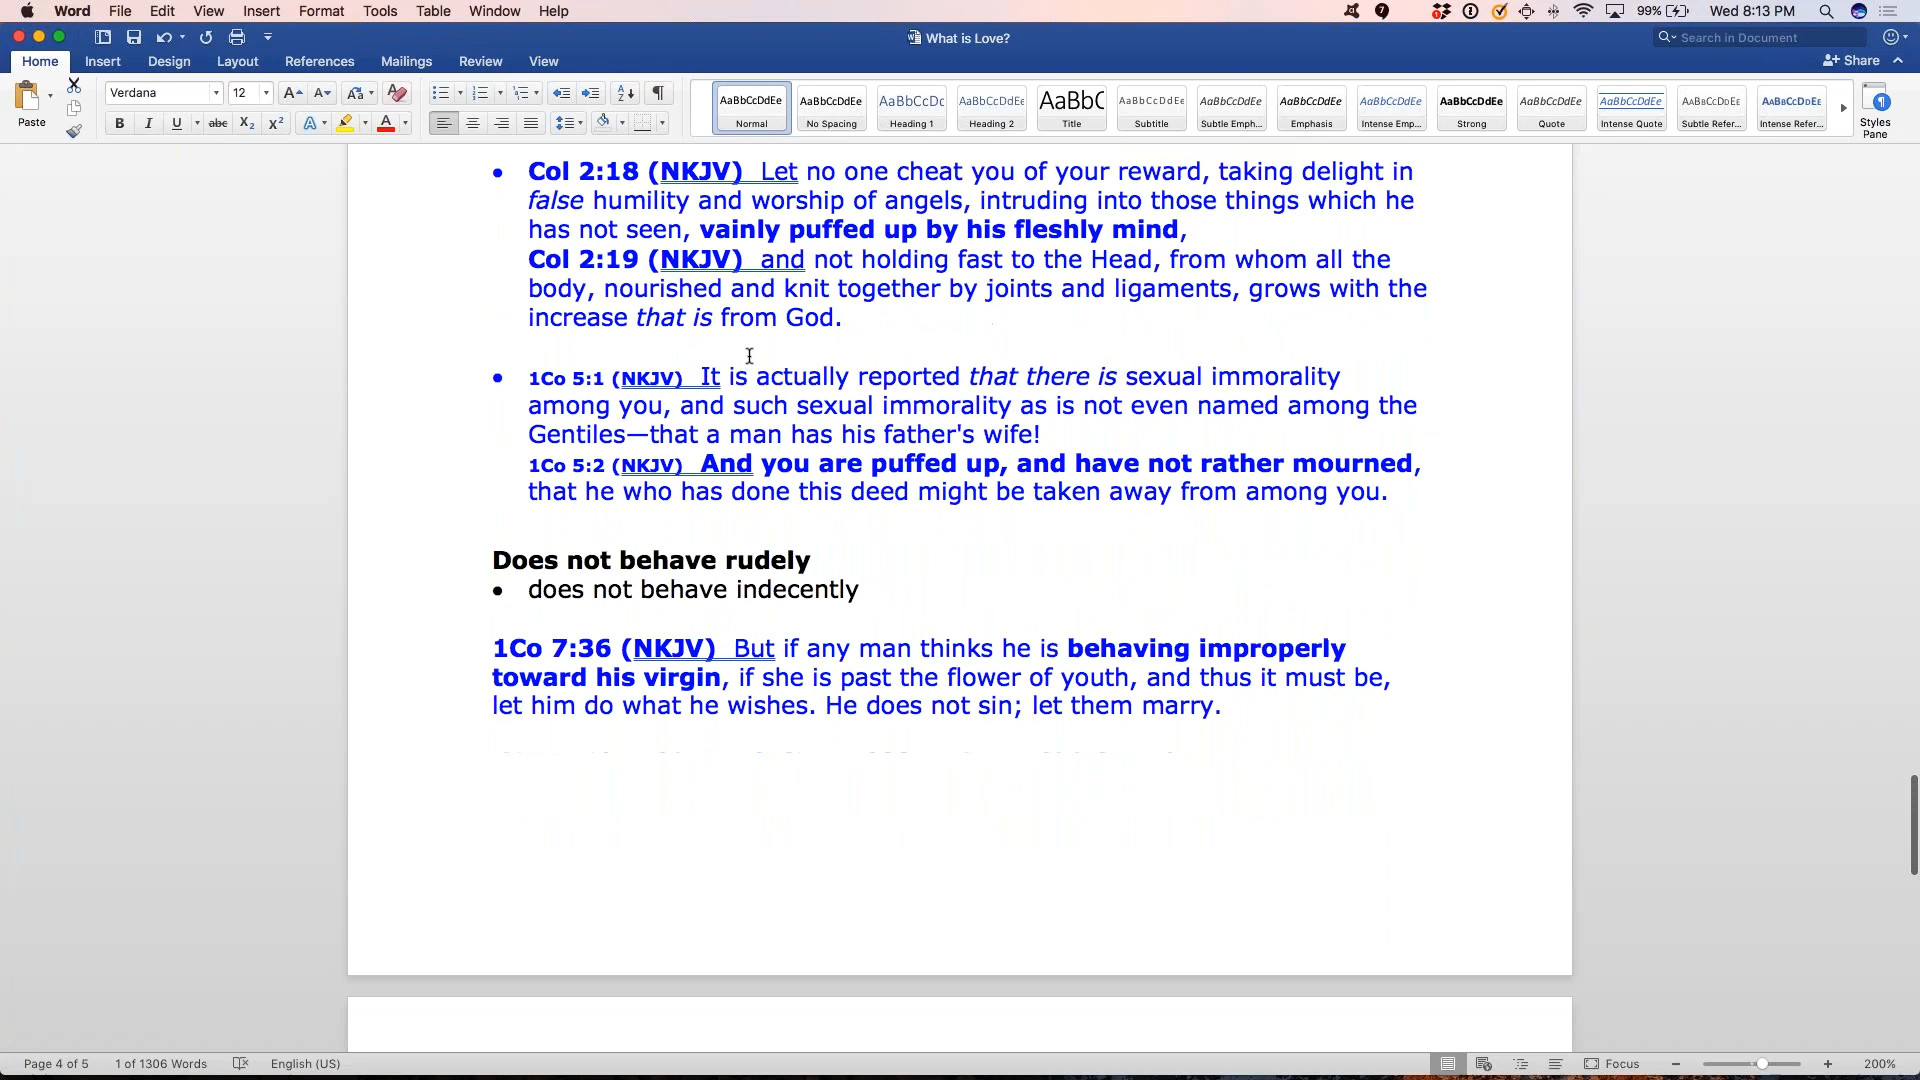 Word File Edit View Insert Format Tools Table Window Help 99% Wed 8:13 PM
What is Love? Search in Document
Home Insert Design Layout References Mailings Review View Share
Verdana 12
Paste
AaBbCcDdEe Normal
AaBbCcDdEe No Spacing
AaBbCcDc Heading 1
AaBbCcDdEe Heading 2
AaBbC Title
AaBbCcDdEe Subtitle
AaBbCcDdEe Subtle Emph...
AaBbCcDdEe Emphasis
AaBbCcDdEe Intense Emp...
AaBbCcDdEe Strong
AaBbCcDdEe Quote
AaBbCcDdEe Intense Quote
AaBbCcDdEe Subtle Refer...
AaBbCcDdEe Intense Refer...
Styles Pane
• Col 2:18 (NKJV) Let no one cheat you of your reward, taking delight in
false humility and worship of angels, intruding into those things which he
has not seen, vainly puffed up by his fleshly mind,
Col 2:19 (NKJV) and not holding fast to the Head, from whom all the
body, nourished and knit together by joints and ligaments, grows with the
increase that is from God.
• 1Co 5:1 (NKJV) It is actually reported that there is sexual immorality
among you, and such sexual immorality as is not even named among the
Gentiles—that a man has his father's wife!
1Co 5:2 (NKJV) And you are puffed up, and have not rather mourned,
that he who has done this deed might be taken away from among you.
Does not behave rudely
• does not behave indecently
1Co 7:36 (NKJV) But if any man thinks he is behaving improperly
toward his virgin, if she is past the flower of youth, and thus it must be,
let him do what he wishes. He does not sin; let them marry.
Page 4 of 5 1 of 1306 Words English (US) Focus 200%